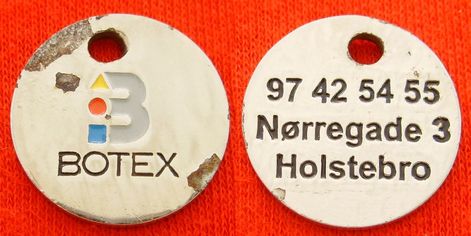 B
BOTEX
97 42 54 55
Nørregade 3
Holstebro